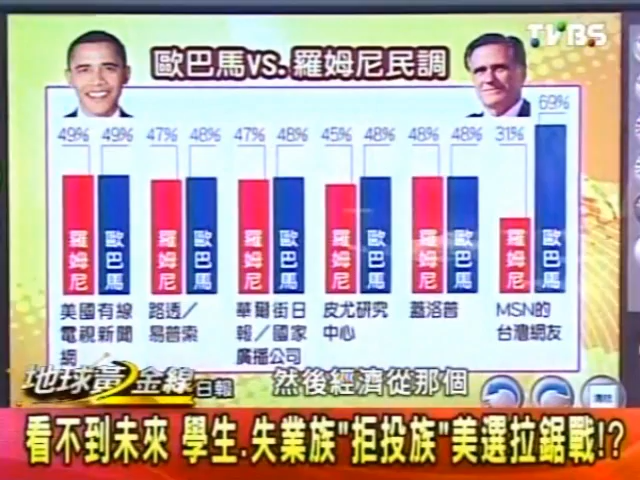 TVBS
歐巴馬VS.羅姆尼民調
49% 49% 47% 48% 47% 48% 45% 48% 48% 48% 31% 69%
羅姆尼 歐巴馬 羅姆尼 歐巴馬 羅姆尼 歐巴馬 羅姆尼 歐巴馬 羅姆尼 歐巴馬 羅姆尼 歐巴馬
美國有線
電視新聞
網
路透／
易普索
華爾街日
報／國家
廣播公司
皮尤研究
中心
蓋洛普
MSN的
台灣網友
地球黃金線
日報
然後經濟從那個
看不到未來 學生.失業族"拒投族"美選拉鋸戰!?